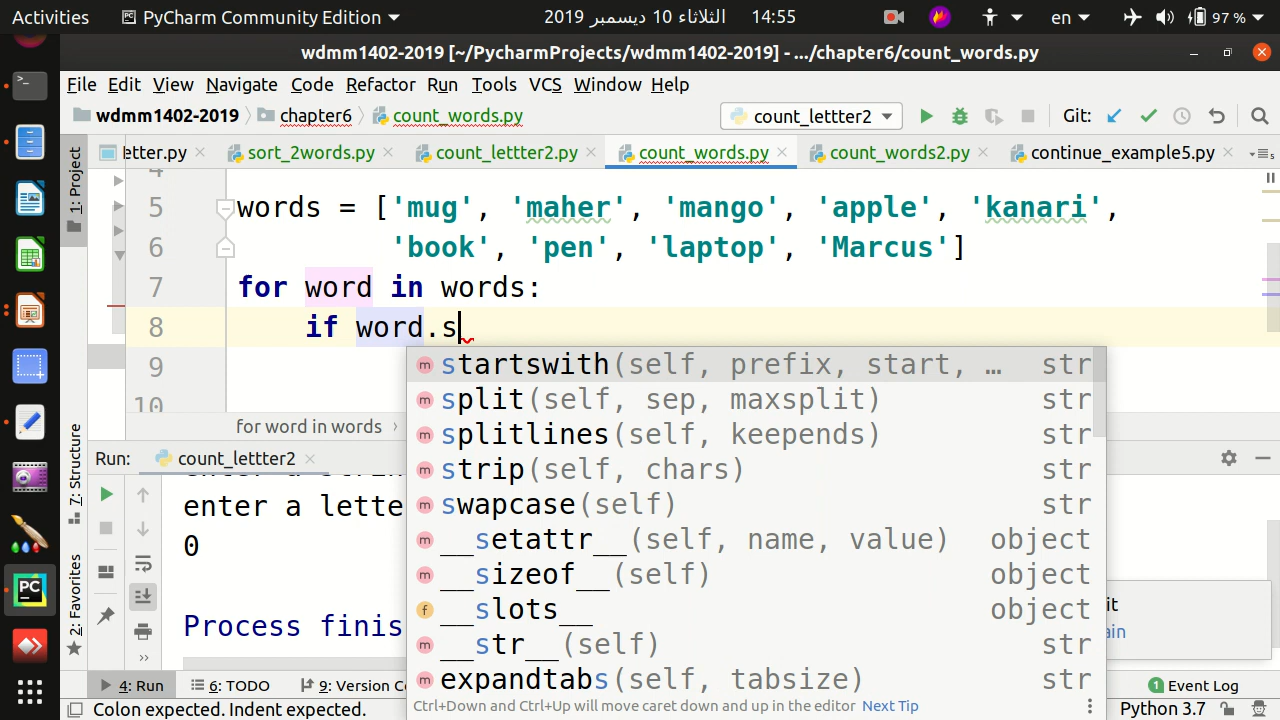 Activities PyCharm Community Edition الثلاثاء 10 ديسمبر 2019 14:55 en 97 %
wdmm1402-2019 [~/PycharmProjects/wdmm1402-2019] - .../chapter6/count_words.py
File Edit View Navigate Code Refactor Run Tools VCS Window Help
wdmm1402-2019 chapter6 count_words.py count_lettter2 Git:
etter.py sort_2words.py count_lettter2.py count_words.py count_words2.py continue_example5.py
1: Project
4
5 words = ['mug', 'maher', 'mango', 'apple', 'kanari',
6 'book', 'pen', 'laptop', 'Marcus']
7 for word in words:
8 if word.s
9
10
startswith(self, prefix, start, … str
split(self, sep, maxsplit) str
splitlines(self, keepends) str
strip(self, chars) str
swapcase(self) str
__setattr__(self, name, value) object
__sizeof__(self) object
__slots__ object
__str__(self) str
expandtabs(self, tabsize) str
Ctrl+Down and Ctrl+Up will move caret down and up in the editor Next Tip
for word in words
7: Structure
2: Favorites
Run: count_lettter2
enter a lette
0
Process finis
it
ain
4: Run 6: TODO 9: Version Co Event Log
1
Colon expected. Indent expected. Python 3.7